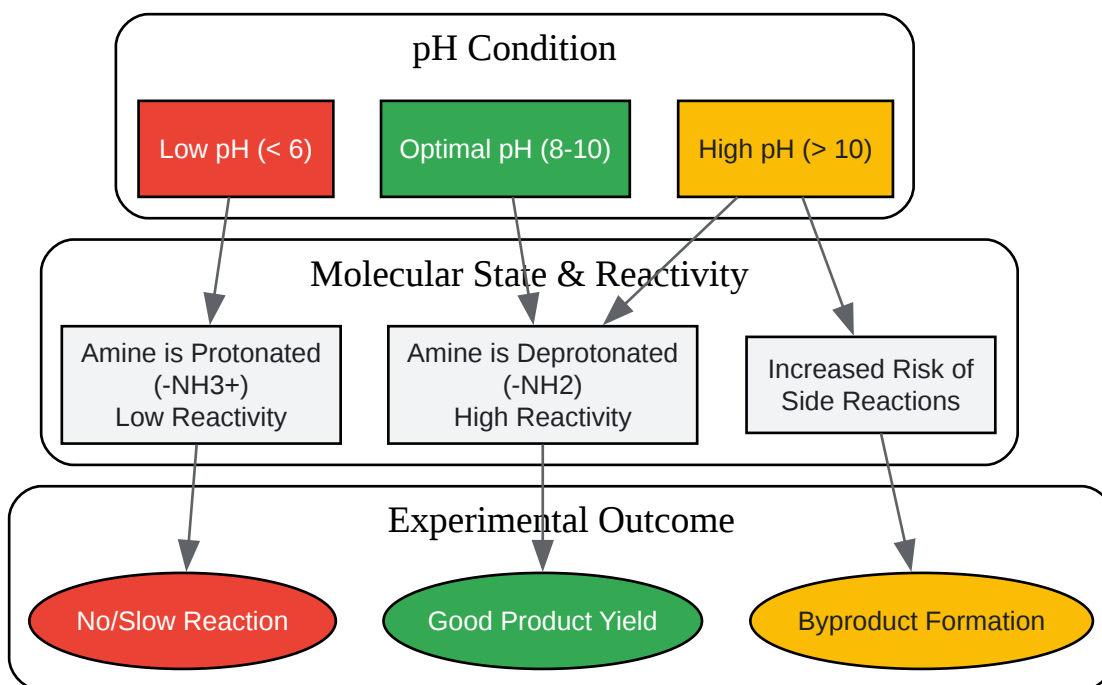 pH Condition
Low pH (< 6)
Optimal pH (8-10)
High pH (> 10)
Molecular State & Reactivity
Amine is Protonated
(-NH3+)
Low Reactivity
Amine is Deprotonated
(-NH2)
High Reactivity
Increased Risk of
Side Reactions
Experimental Outcome
No/Slow Reaction
Good Product Yield
Byproduct Formation